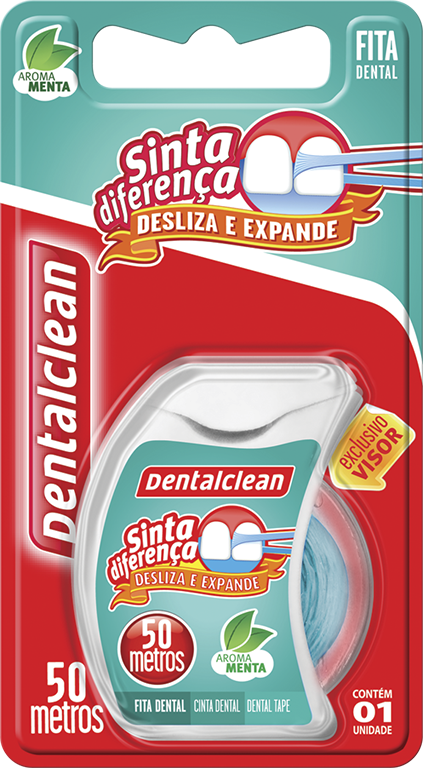 AROMA
MENTA
FITA
DENTAL
Sinta
diferença
DESLIZA E EXPANDE
Dentalclean
exclusivo
VISOR
Dentalclean
Sinta
diferença
DESLIZA E EXPANDE
50
metros
AROMA
MENTA
FITA DENTAL CINTA DENTAL DENTAL TAPE
50
metros
CONTÉM
01
UNIDADE